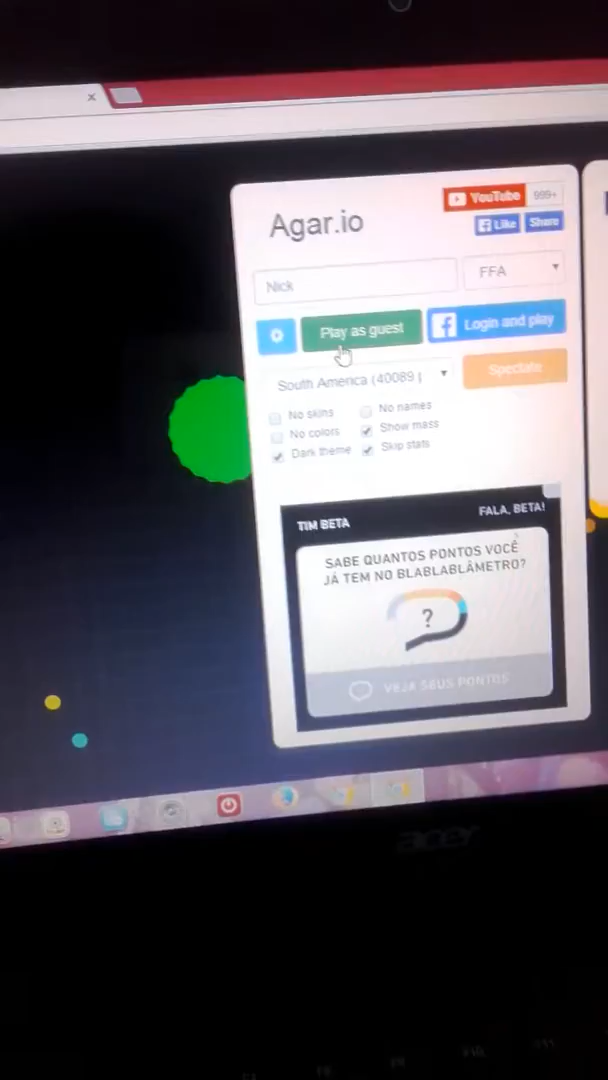 YouTube 999+
Agar.io
Like Share
Nick
FFA
Play as guest
Login and play
South America (40089
Spectate
No skins
No names
No colors
Show mass
Dark theme
Skip stats
TIM BETA
FALA, BETA!
SABE QUANTOS PONTOS VOCÊ
JÁ TEM NO BLABLABLÂMETRO?
?
VEJA SEUS PONTOS
acer